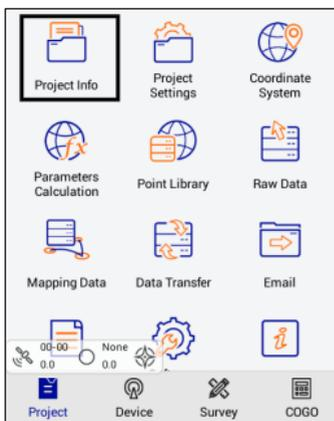 Project Info
Project
Settings
Coordinate
System
Parameters
Calculation
Point Library
Raw Data
Mapping Data
Data Transfer
Email
00-00
None
0.0
0.0
Project
Device
Survey
COGO